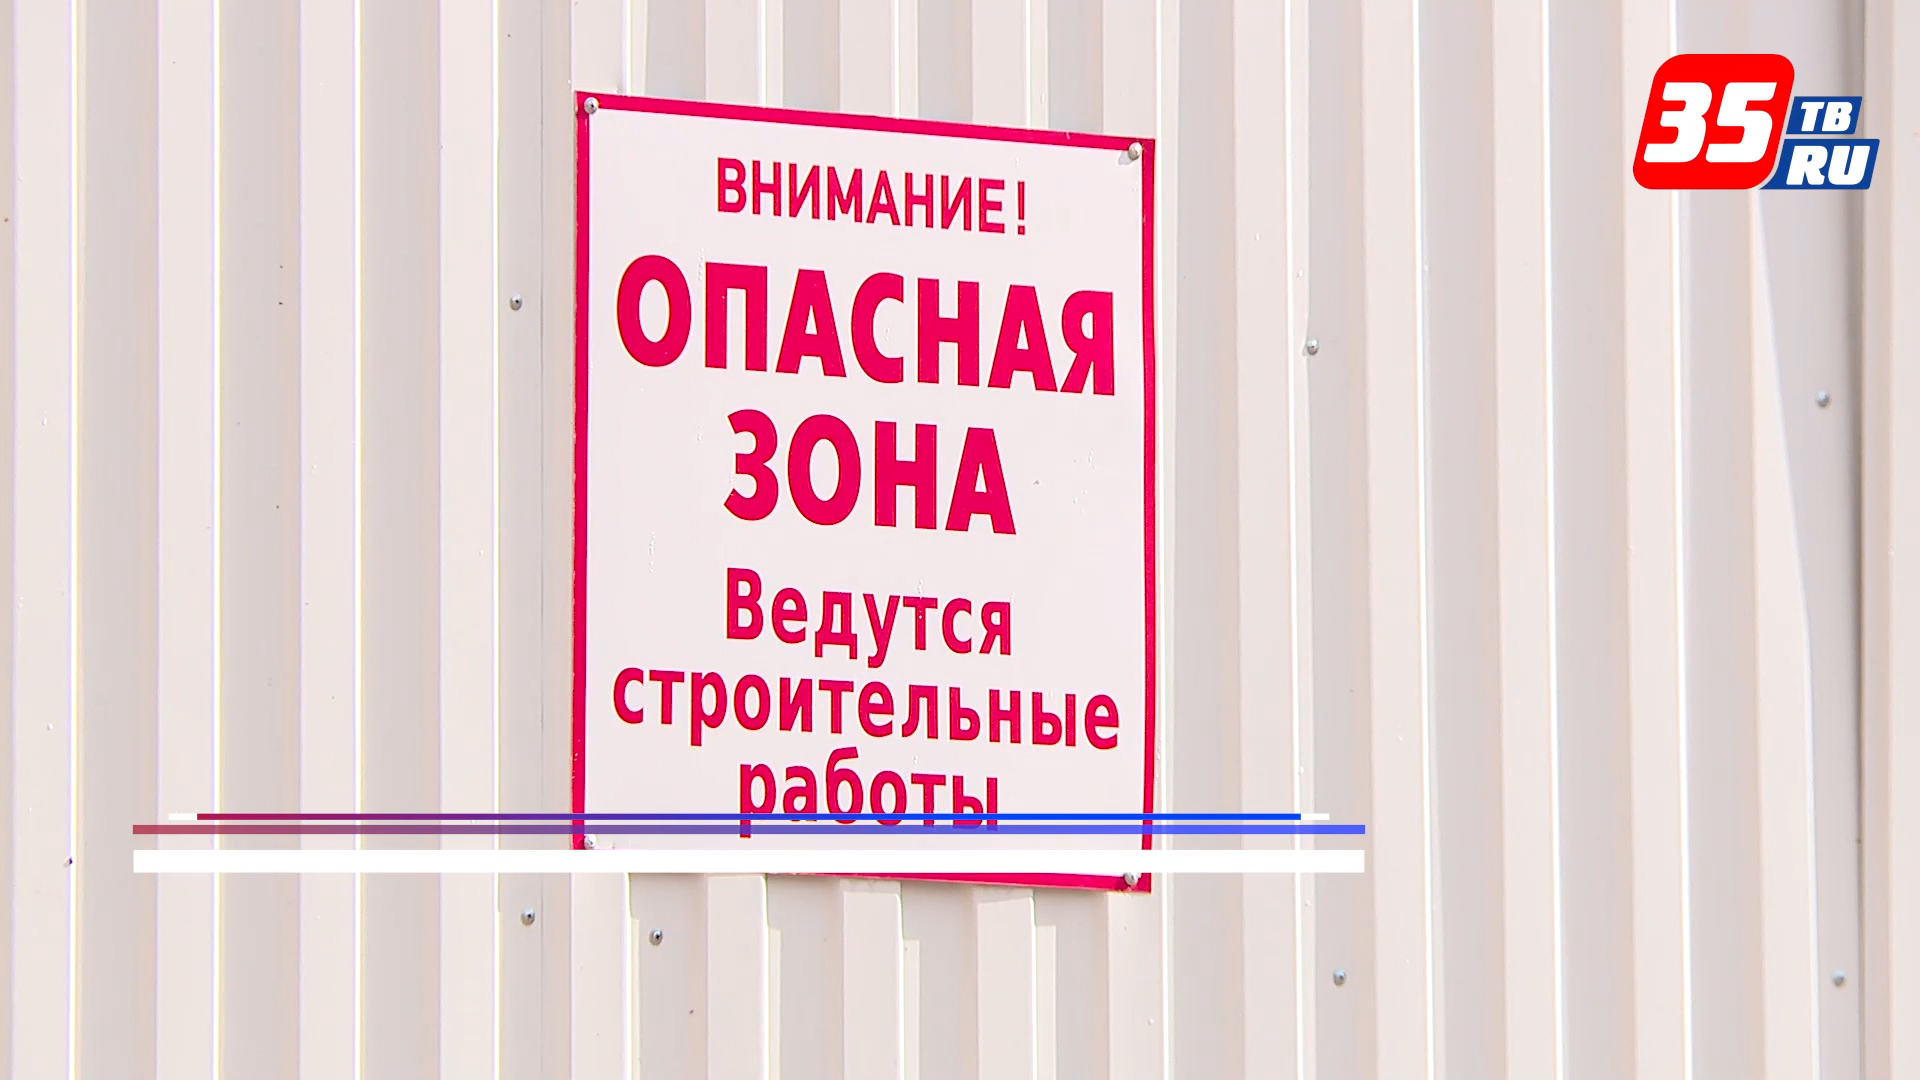 35
ТВ
RU
ВНИМАНИЕ!
ОПАСНАЯ
ЗОНА
Ведутся
строительные
работы